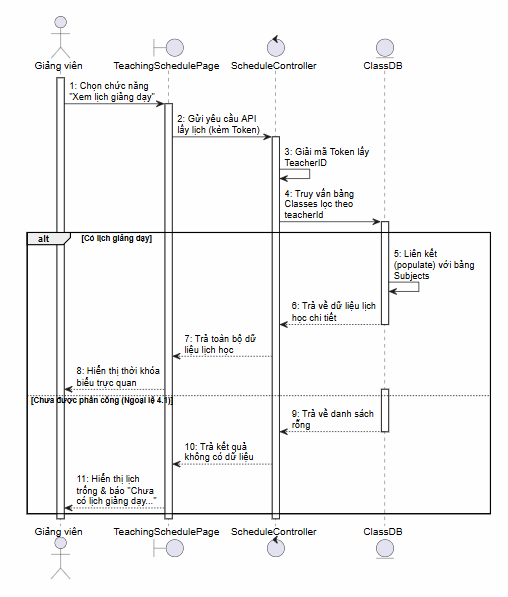 Giảng viên
TeachingSchedulePage
ScheduleController
ClassDB
1: Chọn chức năng
"Xem lịch giảng dạy"
2: Gửi yêu cầu API
lấy lịch (kèm Token)
3: Giải mã Token lấy
TeacherID
4: Truy vấn bảng
Classes lọc theo
teacherId
alt
[Có lịch giảng dạy]
5: Liên kết
(populate) với bảng
Subjects
6: Trả về dữ liệu lịch
học chi tiết
7: Trả toàn bộ dữ
liệu lịch học
8: Hiển thị thời khóa
biểu trực quan
[Chưa được phân công (Ngoại lệ 4.1)]
9: Trả về danh sách
rỗng
10: Trả kết quả
không có dữ liệu
11: Hiển thị lịch
trống & báo "Chưa
có lịch giảng dạy..."
Giảng viên
TeachingSchedulePage
ScheduleController
ClassDB